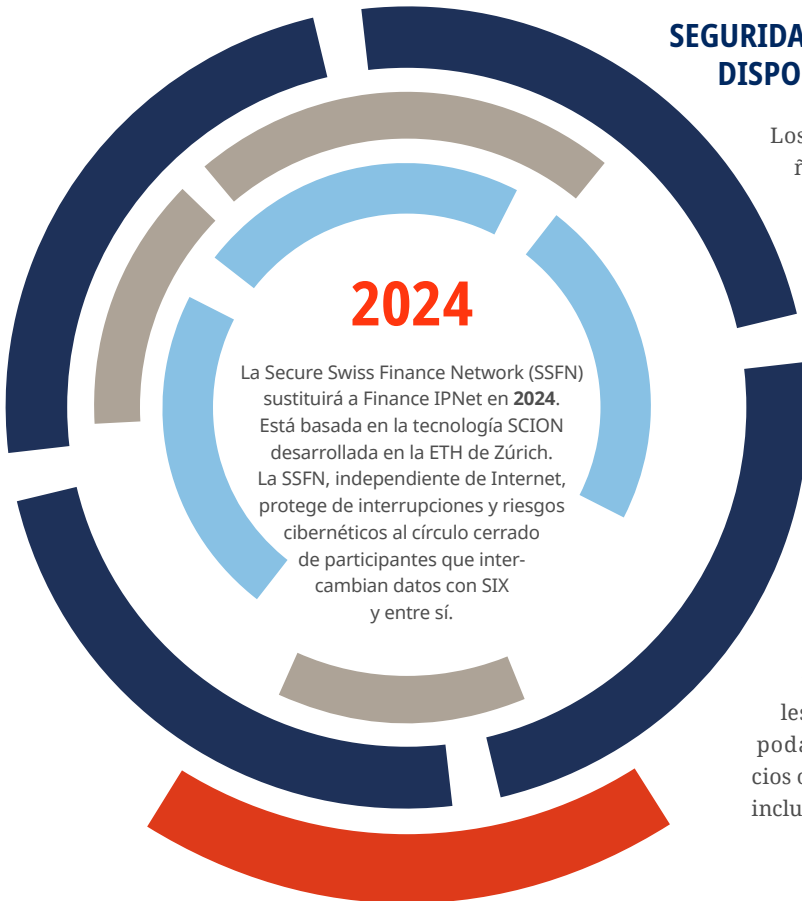 2024
La Secure Swiss Finance Network (SSFN)
sustituirá a Finance IPNet en 2024.
Está basada en la tecnología SCION
desarrollada en la ETH de Zúrich.
La SSFN, independiente de Internet,
protege de interrupciones y riesgos
cibernéticos al círculo cerrado
de participantes que inter-
cambian datos con SIX
y entre sí.
SEGURIDA
DISPO
Los
les
poda
cios
inclu